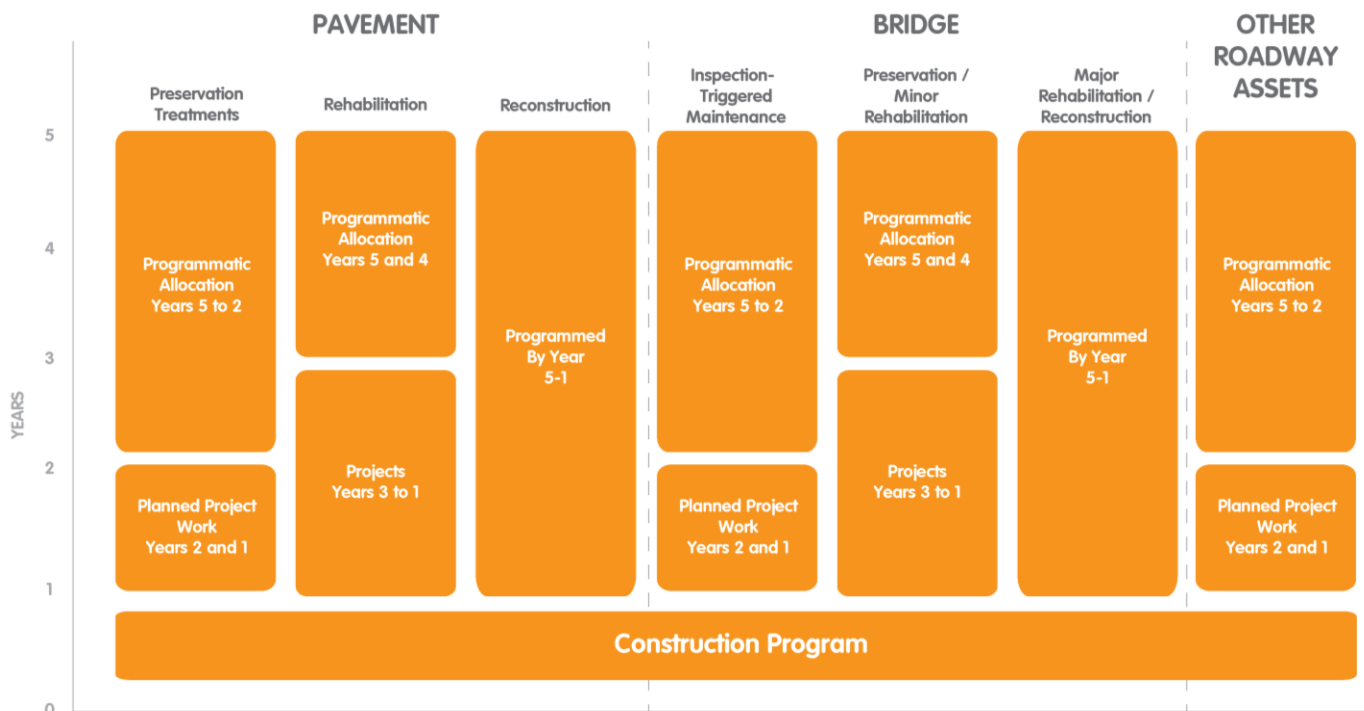 PAVEMENT
BRIDGE
OTHER
ROADWAY
ASSETS
Preservation
Treatments
Rehabilitation
Reconstruction
Inspection-
Triggered
Maintenance
Preservation /
Minor
Rehabilitation
Major
Rehabilitation /
Reconstruction
YEARS
5
4
3
2
1
0
Programmatic
Allocation
Years 5 to 2
Planned Project
Work
Years 2 and 1
Programmatic
Allocation
Years 5 and 4
Projects
Years 3 to 1
Programmed
By Year
5-1
Programmatic
Allocation
Years 5 to 2
Planned Project
Work
Years 2 and 1
Programmatic
Allocation
Years 5 and 4
Projects
Years 3 to 1
Programmed
By Year
5-1
Programmatic
Allocation
Years 5 to 2
Planned Project
Work
Years 2 and 1
Construction Program